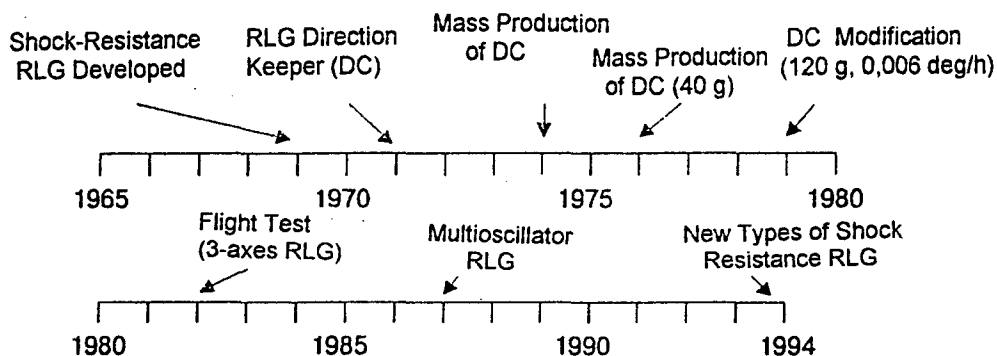 Shock-Resistance
RLG Developed
RLG Direction
Keeper (DC)
Mass Production
of DC
Mass Production
of DC (40 g)
DC Modification
(120 g, 0,006 deg/h)
1965
1970
1975
1980
Flight Test
(3-axes RLG)
Multioscillator
RLG
New Types of Shock
Resistance RLG
1980
1985
1990
1994